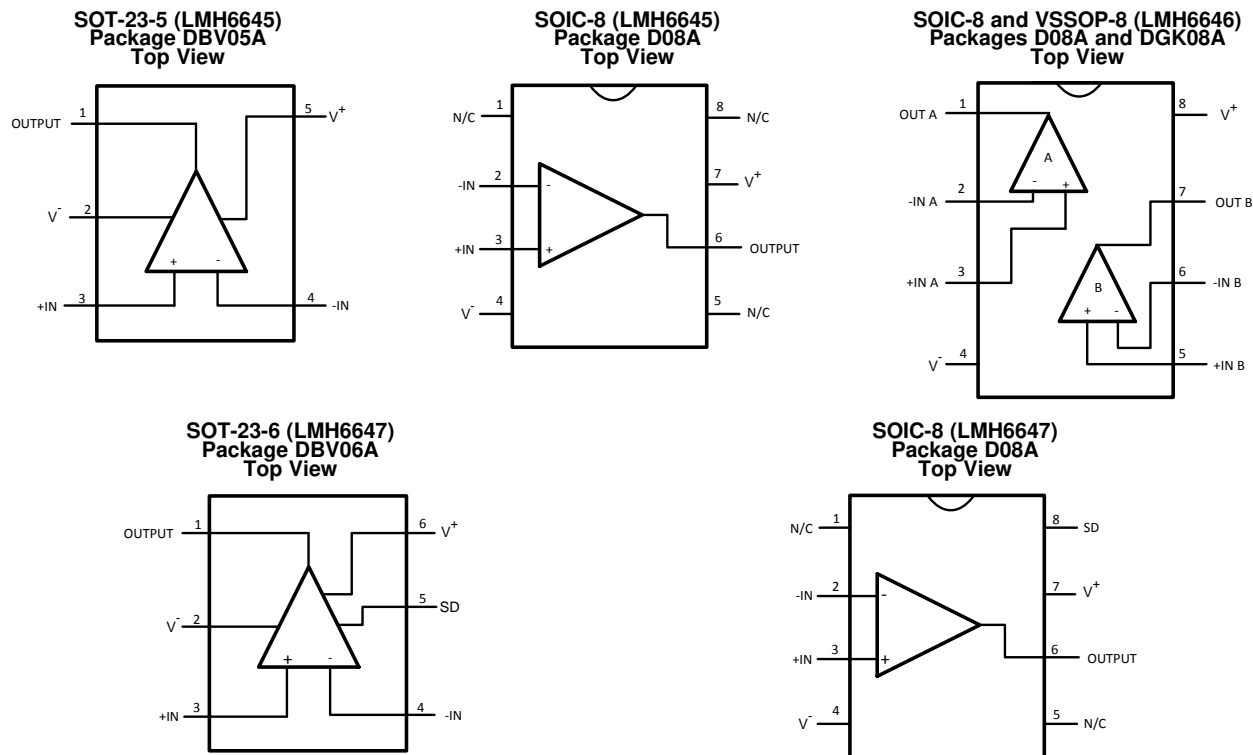 SOT-23-5 (LMH6645)
Package DBV05A
Top View
OUTPUT
1
5
V+
V-
2
+
-
+IN
3
4
-IN
SOIC-8 (LMH6645)
Package D08A
Top View
N/C
1
8
N/C
-IN
2
-
7
V+
+IN
3
+
6
OUTPUT
V-
4
5
N/C
SOIC-8 and VSSOP-8 (LMH6646)
Packages D08A and DGK08A
Top View
OUT A
1
8
V+
A
-
+
-IN A
2
7
OUT B
+IN A
3
6
-IN B
B
+
-
V-
4
5
+IN B
SOT-23-6 (LMH6647)
Package DBV06A
Top View
OUTPUT
1
6
V+
5
SD
V-
2
+
-
+IN
3
4
-IN
SOIC-8 (LMH6647)
Package D08A
Top View
N/C
1
8
SD
-IN
2
-
7
V+
+IN
3
+
6
OUTPUT
V-
4
5
N/C